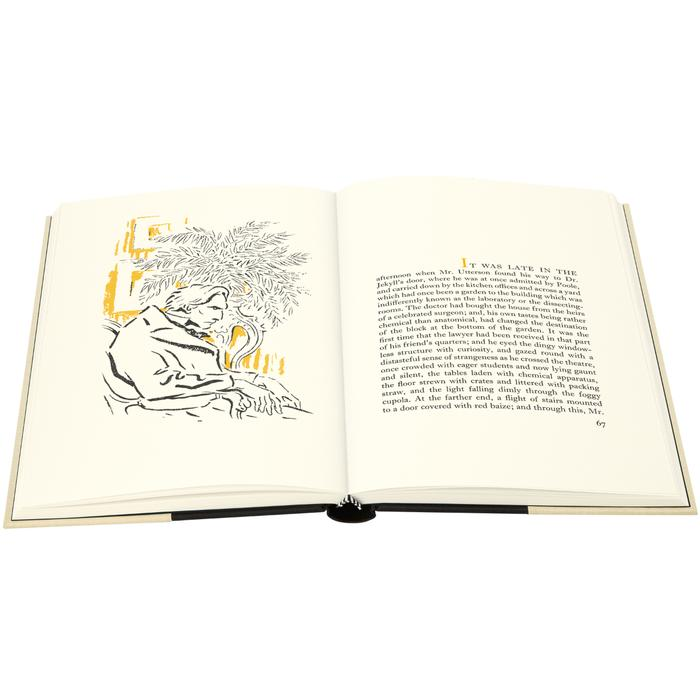 IT WAS LATE IN THE
afternoon when Mr. Utterson found his way to Dr.
Jekyll's door, where he was at once admitted by Poole,
and carried down by the kitchen offices and across a yard
which had once been a garden to the building which was
indifferently known as the laboratory or the dissecting-
rooms. The doctor had bought the house from the heirs
of a celebrated surgeon; and, his own tastes being rather
chemical than anatomical, had changed the destination
of the block at the bottom of the garden. It was the
first time that the lawyer had been received in that part
of his friend's quarters; and he eyed the dingy window-
less structure with curiosity, and gazed round with a
distasteful sense of strangeness as he crossed the theatre,
once crowded with eager students and now lying gaunt
and silent, the tables laden with chemical apparatus,
the floor strewn with crates and littered with packing
straw, and the light falling dimly through the foggy
cupola. At the farther end, a flight of stairs mounted
to a door covered with red baize; and through this, Mr.
67